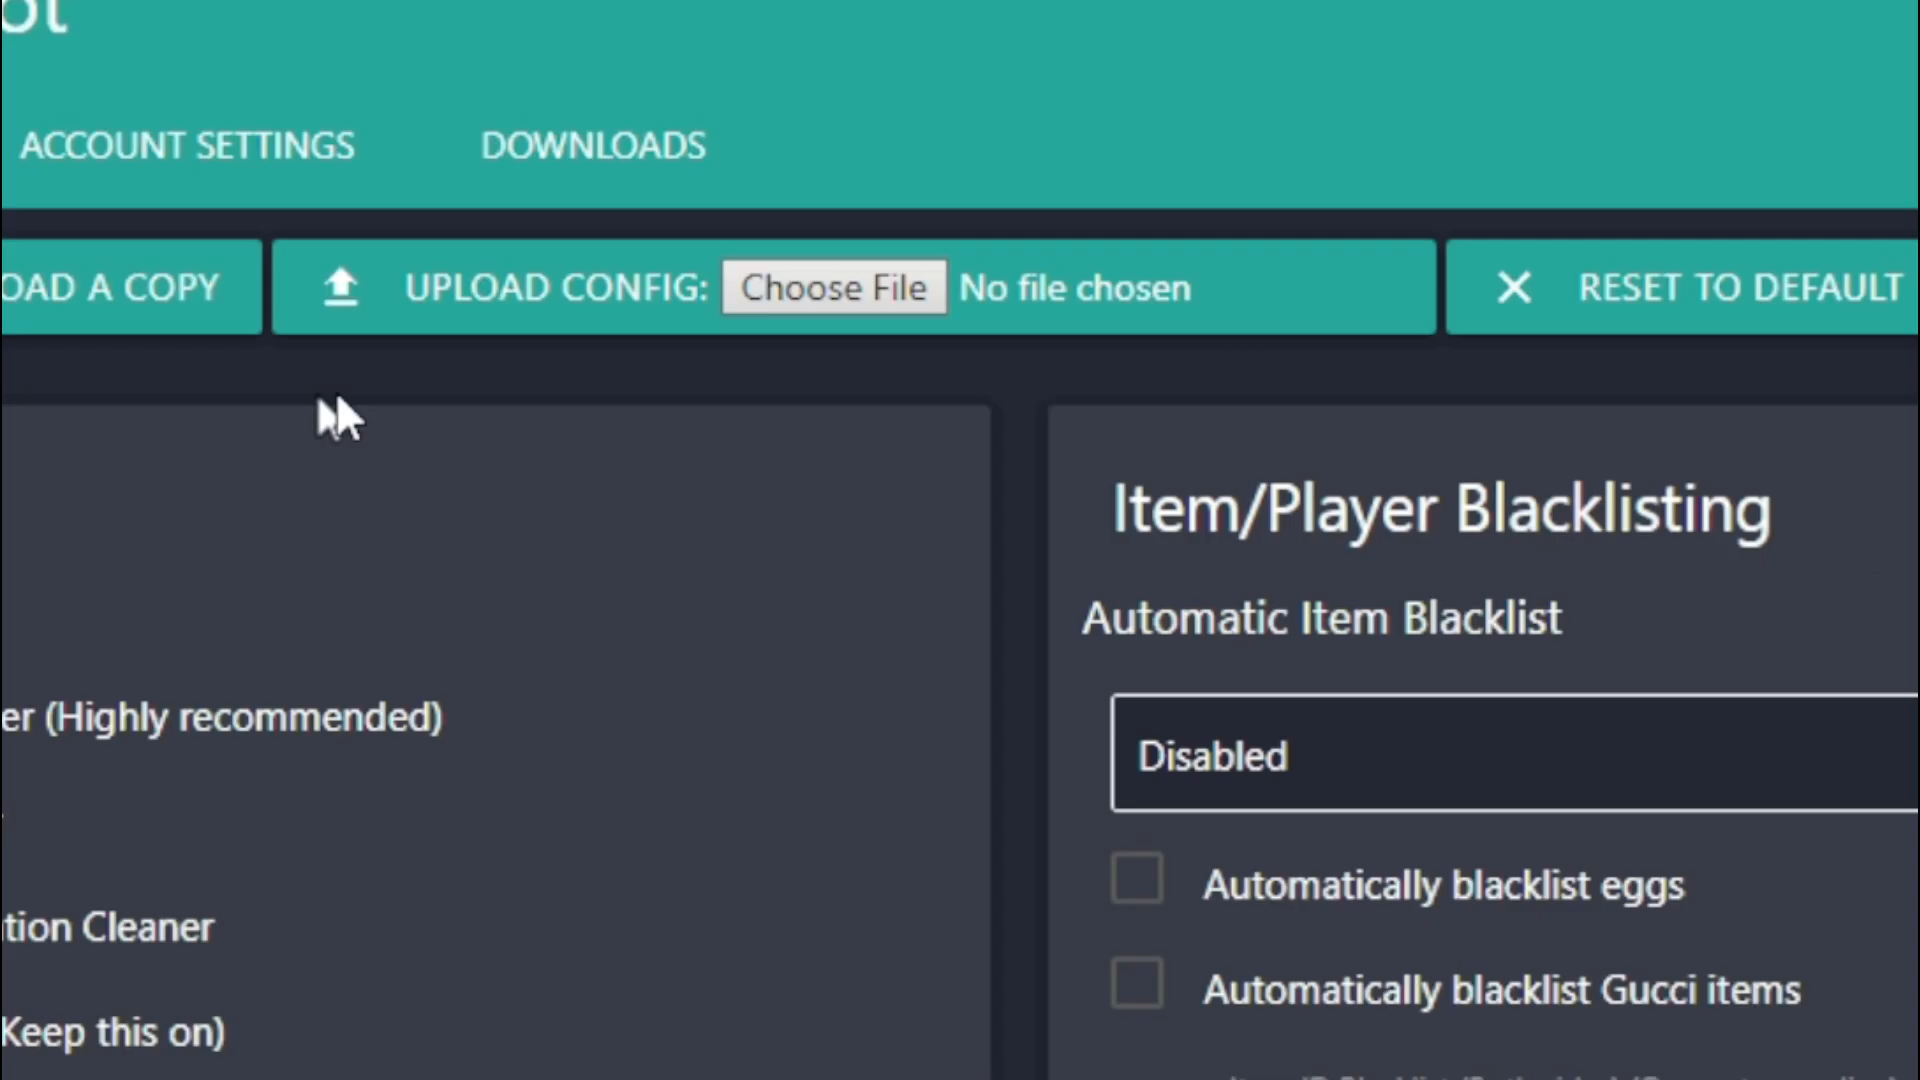 ot
ACCOUNT SETTINGS
DOWNLOADS
OAD A COPY
UPLOAD CONFIG: Choose File No file chosen
RESET TO DEFAULT
er (Highly recommended)
tion Cleaner
Keep this on)
Item/Player Blacklisting
Automatic Item Blacklist
Disabled
Automatically blacklist eggs
Automatically blacklist Gucci items